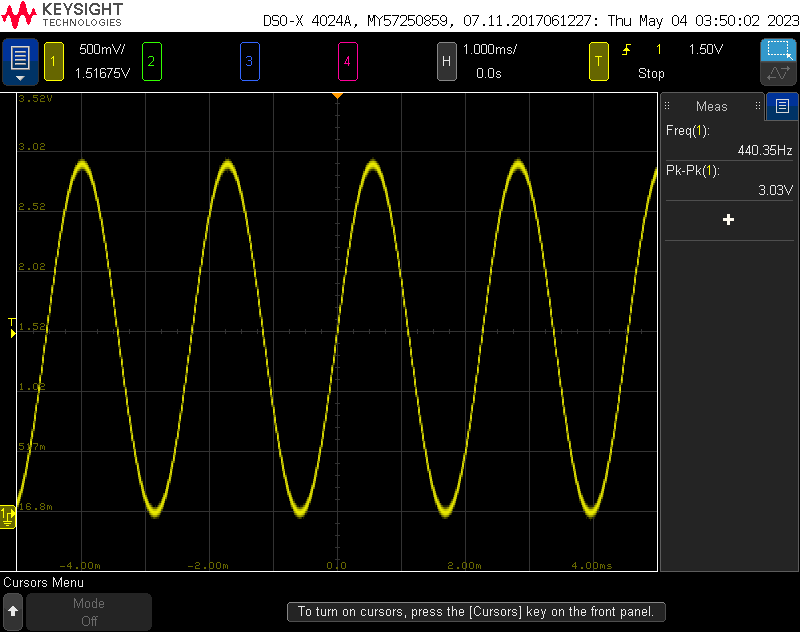 KEYSIGHT
TECHNOLOGIES
DSO-X 4024A, MY57250859, 07.11.2017061227: Thu May 04 03:50:02 2023
1 500mV/ 2 3 4 H 1.000ms/ T 1 1.50V
1.51675V 0.0s Stop
3.52V
3.02
2.52
2.02
T
1.52
1.02
517m
16.8m
1
-4.00m -2.00m 0.0 2.00m 4.00ms
Meas
Freq(1):
440.35Hz
Pk-Pk(1):
3.03V
+
Cursors Menu
Mode
Off
To turn on cursors, press the [Cursors] key on the front panel.